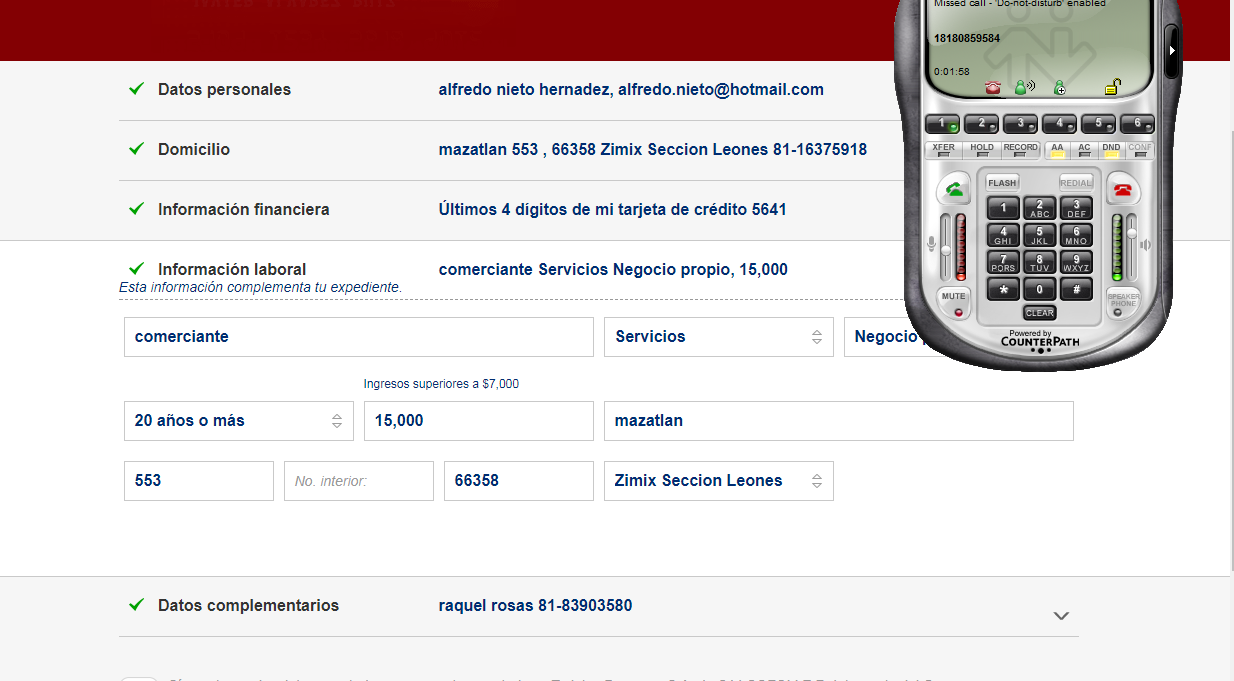 Missed call - 'Do-not-disturb' enabled
18180859584
0:01:58
✓ Datos personales alfredo nieto hernadez, alfredo.nieto@hotmail.com
✓ Domicilio mazatlan 553 , 66358 Zimix Seccion Leones 81-16375918
✓ Información financiera Últimos 4 dígitos de mi tarjeta de crédito 5641
✓ Información laboral comerciante Servicios Negocio propio, 15,000
Esta información complementa tu expediente.
comerciante Servicios Negocio
Ingresos superiores a $7,000
20 años o más 15,000 mazatlan
553 No. interior: 66358 Zimix Seccion Leones
✓ Datos complementarios raquel rosas 81-83903580
1 2 3 4 5 6
XFER HOLD RECORD AA AC DND CONF
FLASH REDIAL
1 2 ABC 3 DEF
4 GHI 5 JKL 6 MNO
7 PQRS 8 TUV 9 WXYZ
* 0 #
MUTE SPEAKER PHONE
CLEAR
Powered by
COUNTERPATH